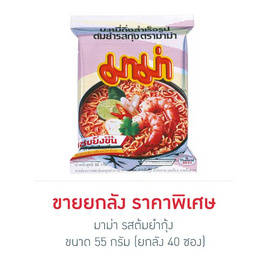 บะหมี่กึ่งสำเร็จรูป
ต้มยำรสกุ้ง ตรามาม่า
มาม่า
ขายยกลัง ราคาพิเศษ
มาม่า รสต้มยำกุ้ง
ขนาด 55 กรัม (ยกลัง 40 ซอง)